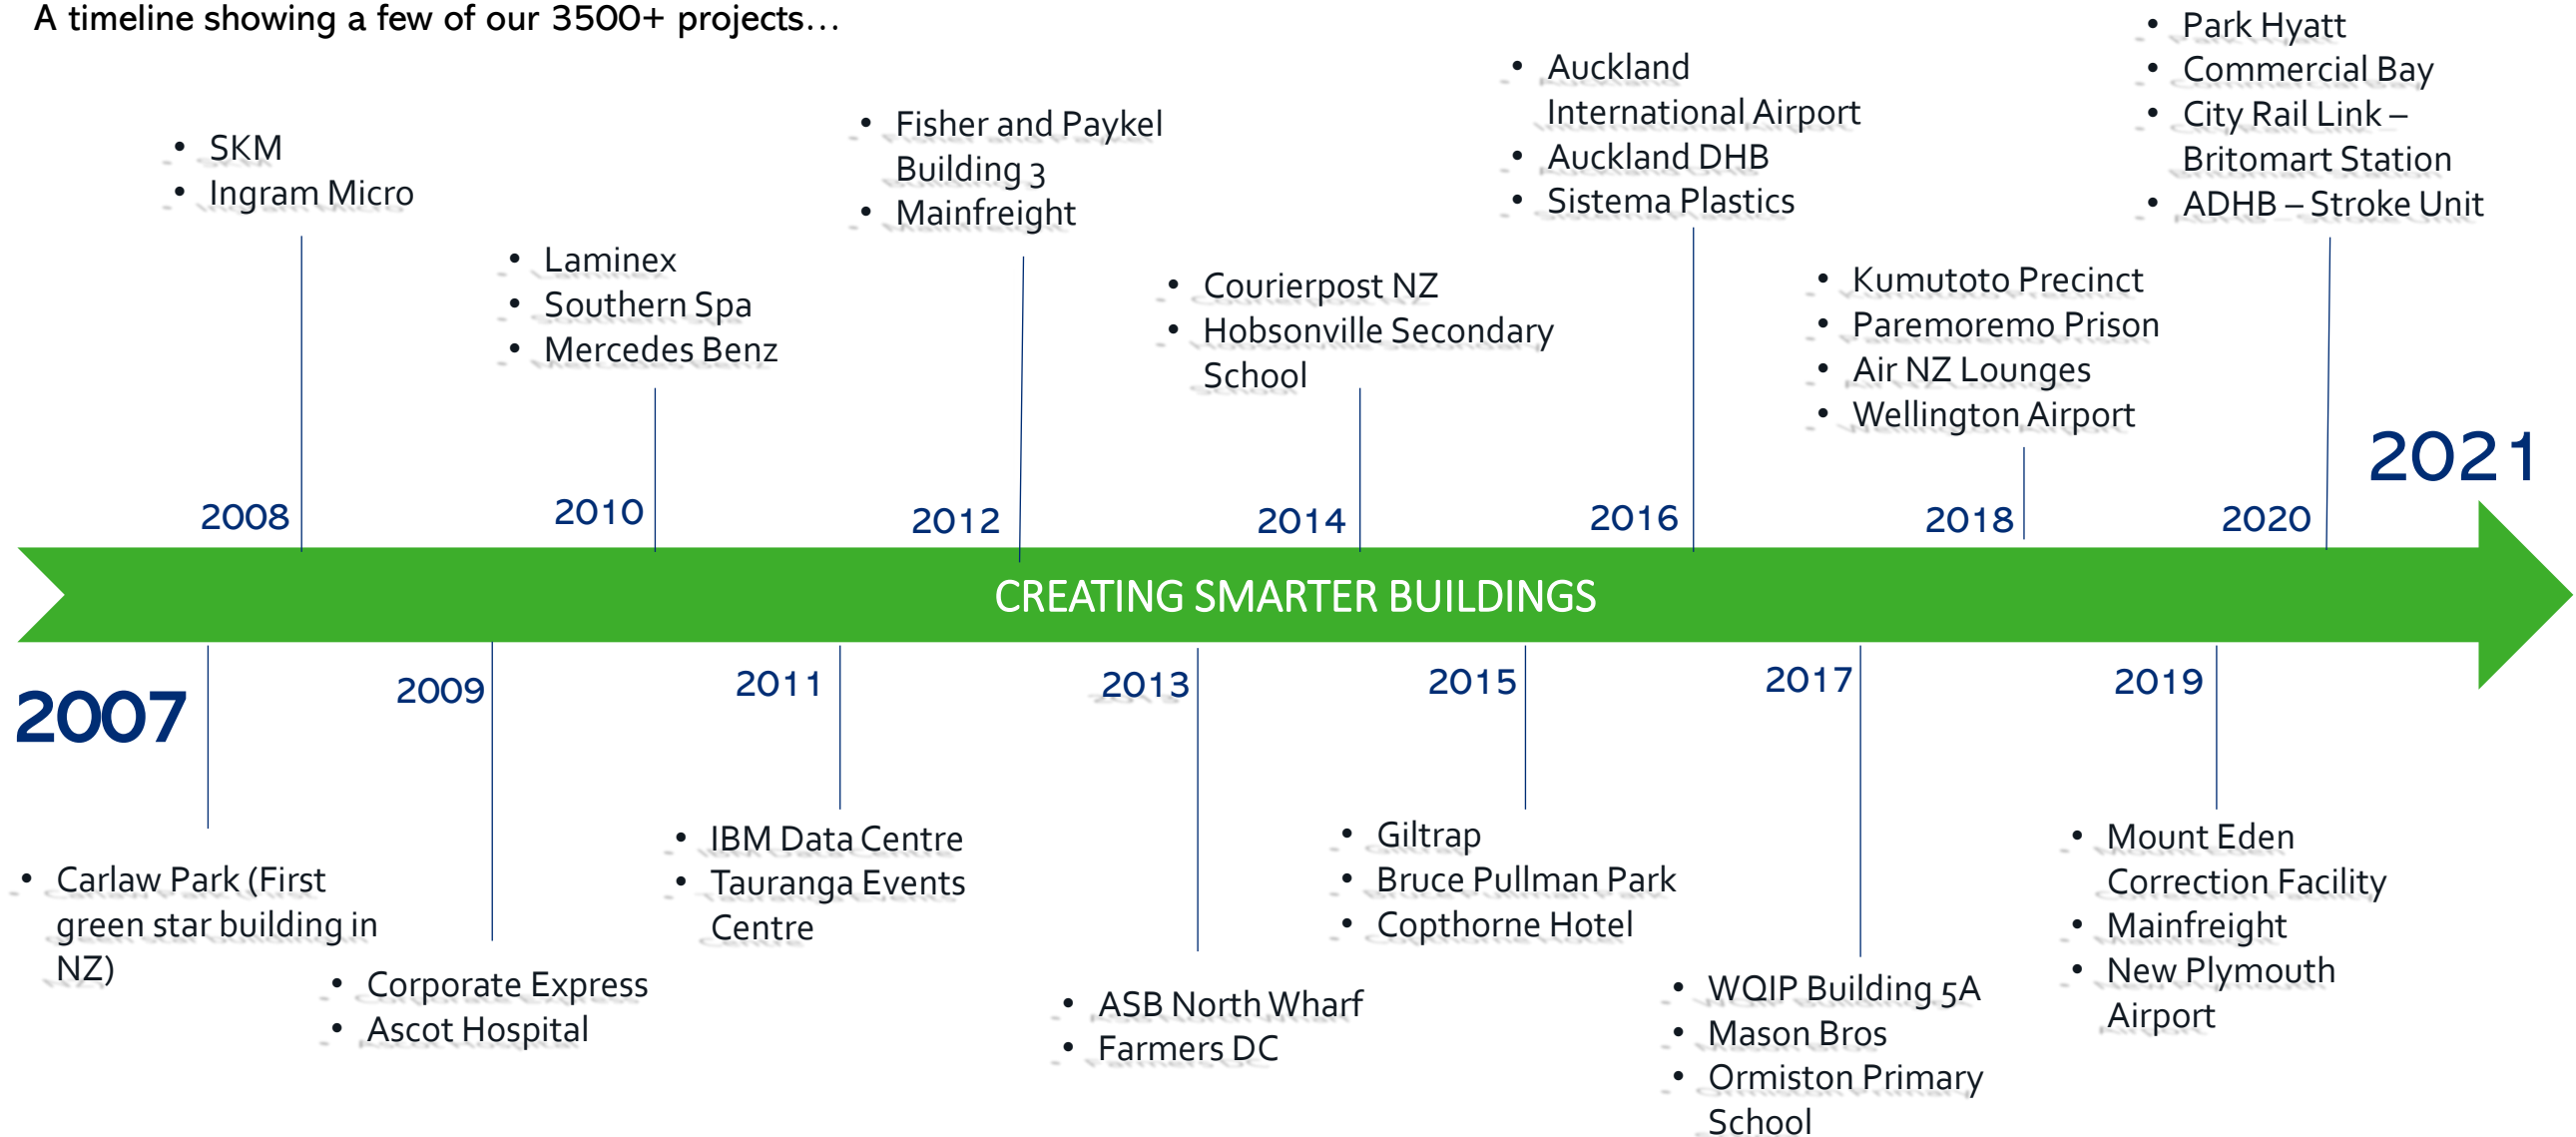 A timeline showing a few of our 3500+ projects...
• SKM
• Ingram Micro
• Laminex
• Southern Spa
• Mercedes Benz
• Fisher and Paykel
Building 3
• Mainfreight
• Courierpost NZ
• Hobsonville Secondary
School
• Auckland
International Airport
• Auckland DHB
• Sistema Plastics
• Kumutoto Precinct
• Paremoremo Prison
• Air NZ Lounges
• Wellington Airport
• Park Hyatt
• Commercial Bay
• City Rail Link –
Britomart Station
• ADHB – Stroke Unit
2008
2010
2012
2014
2016
2018
2020
2021
CREATING SMARTER BUILDINGS
2007
2009
2011
2013
2015
2017
2019
• Carlaw Park (First
green star building in
NZ)
• Corporate Express
• Ascot Hospital
• IBM Data Centre
• Tauranga Events
Centre
• ASB North Wharf
• Farmers DC
• Giltrap
• Bruce Pullman Park
• Copthorne Hotel
• WQIP Building 5A
• Mason Bros
• Ormiston Primary
School
• Mount Eden
Correction Facility
• Mainfreight
• New Plymouth
Airport